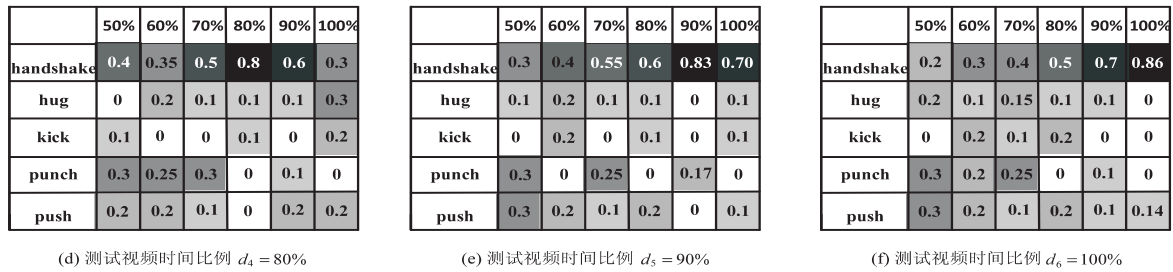 50% 60% 70% 80% 90% 100%
handshake 0.4 0.35 0.5 0.8 0.6 0.3
hug 0 0.2 0.1 0.1 0.1 0.3
kick 0.1 0 0 0.1 0 0.2
punch 0.3 0.25 0.3 0 0.1 0
push 0.2 0.2 0.1 0 0.2 0.2
(d) 测试视频时间比例 d4=80%
50% 60% 70% 80% 90% 100%
handshake 0.3 0.4 0.55 0.6 0.83 0.70
hug 0.1 0.2 0.1 0.1 0 0.1
kick 0 0.2 0 0.1 0 0.1
punch 0.3 0 0.25 0 0.17 0
push 0.3 0.2 0.1 0.2 0 0.1
(e) 测试视频时间比例 d5=90%
50% 60% 70% 80% 90% 100%
handshake 0.2 0.3 0.4 0.5 0.7 0.86
hug 0.2 0.1 0.15 0.1 0.1 0
kick 0 0.2 0.1 0.2 0 0
punch 0.3 0.2 0.25 0 0.1 0
push 0.3 0.2 0.1 0.2 0.1 0.14
(f) 测试视频时间比例 d6=100%